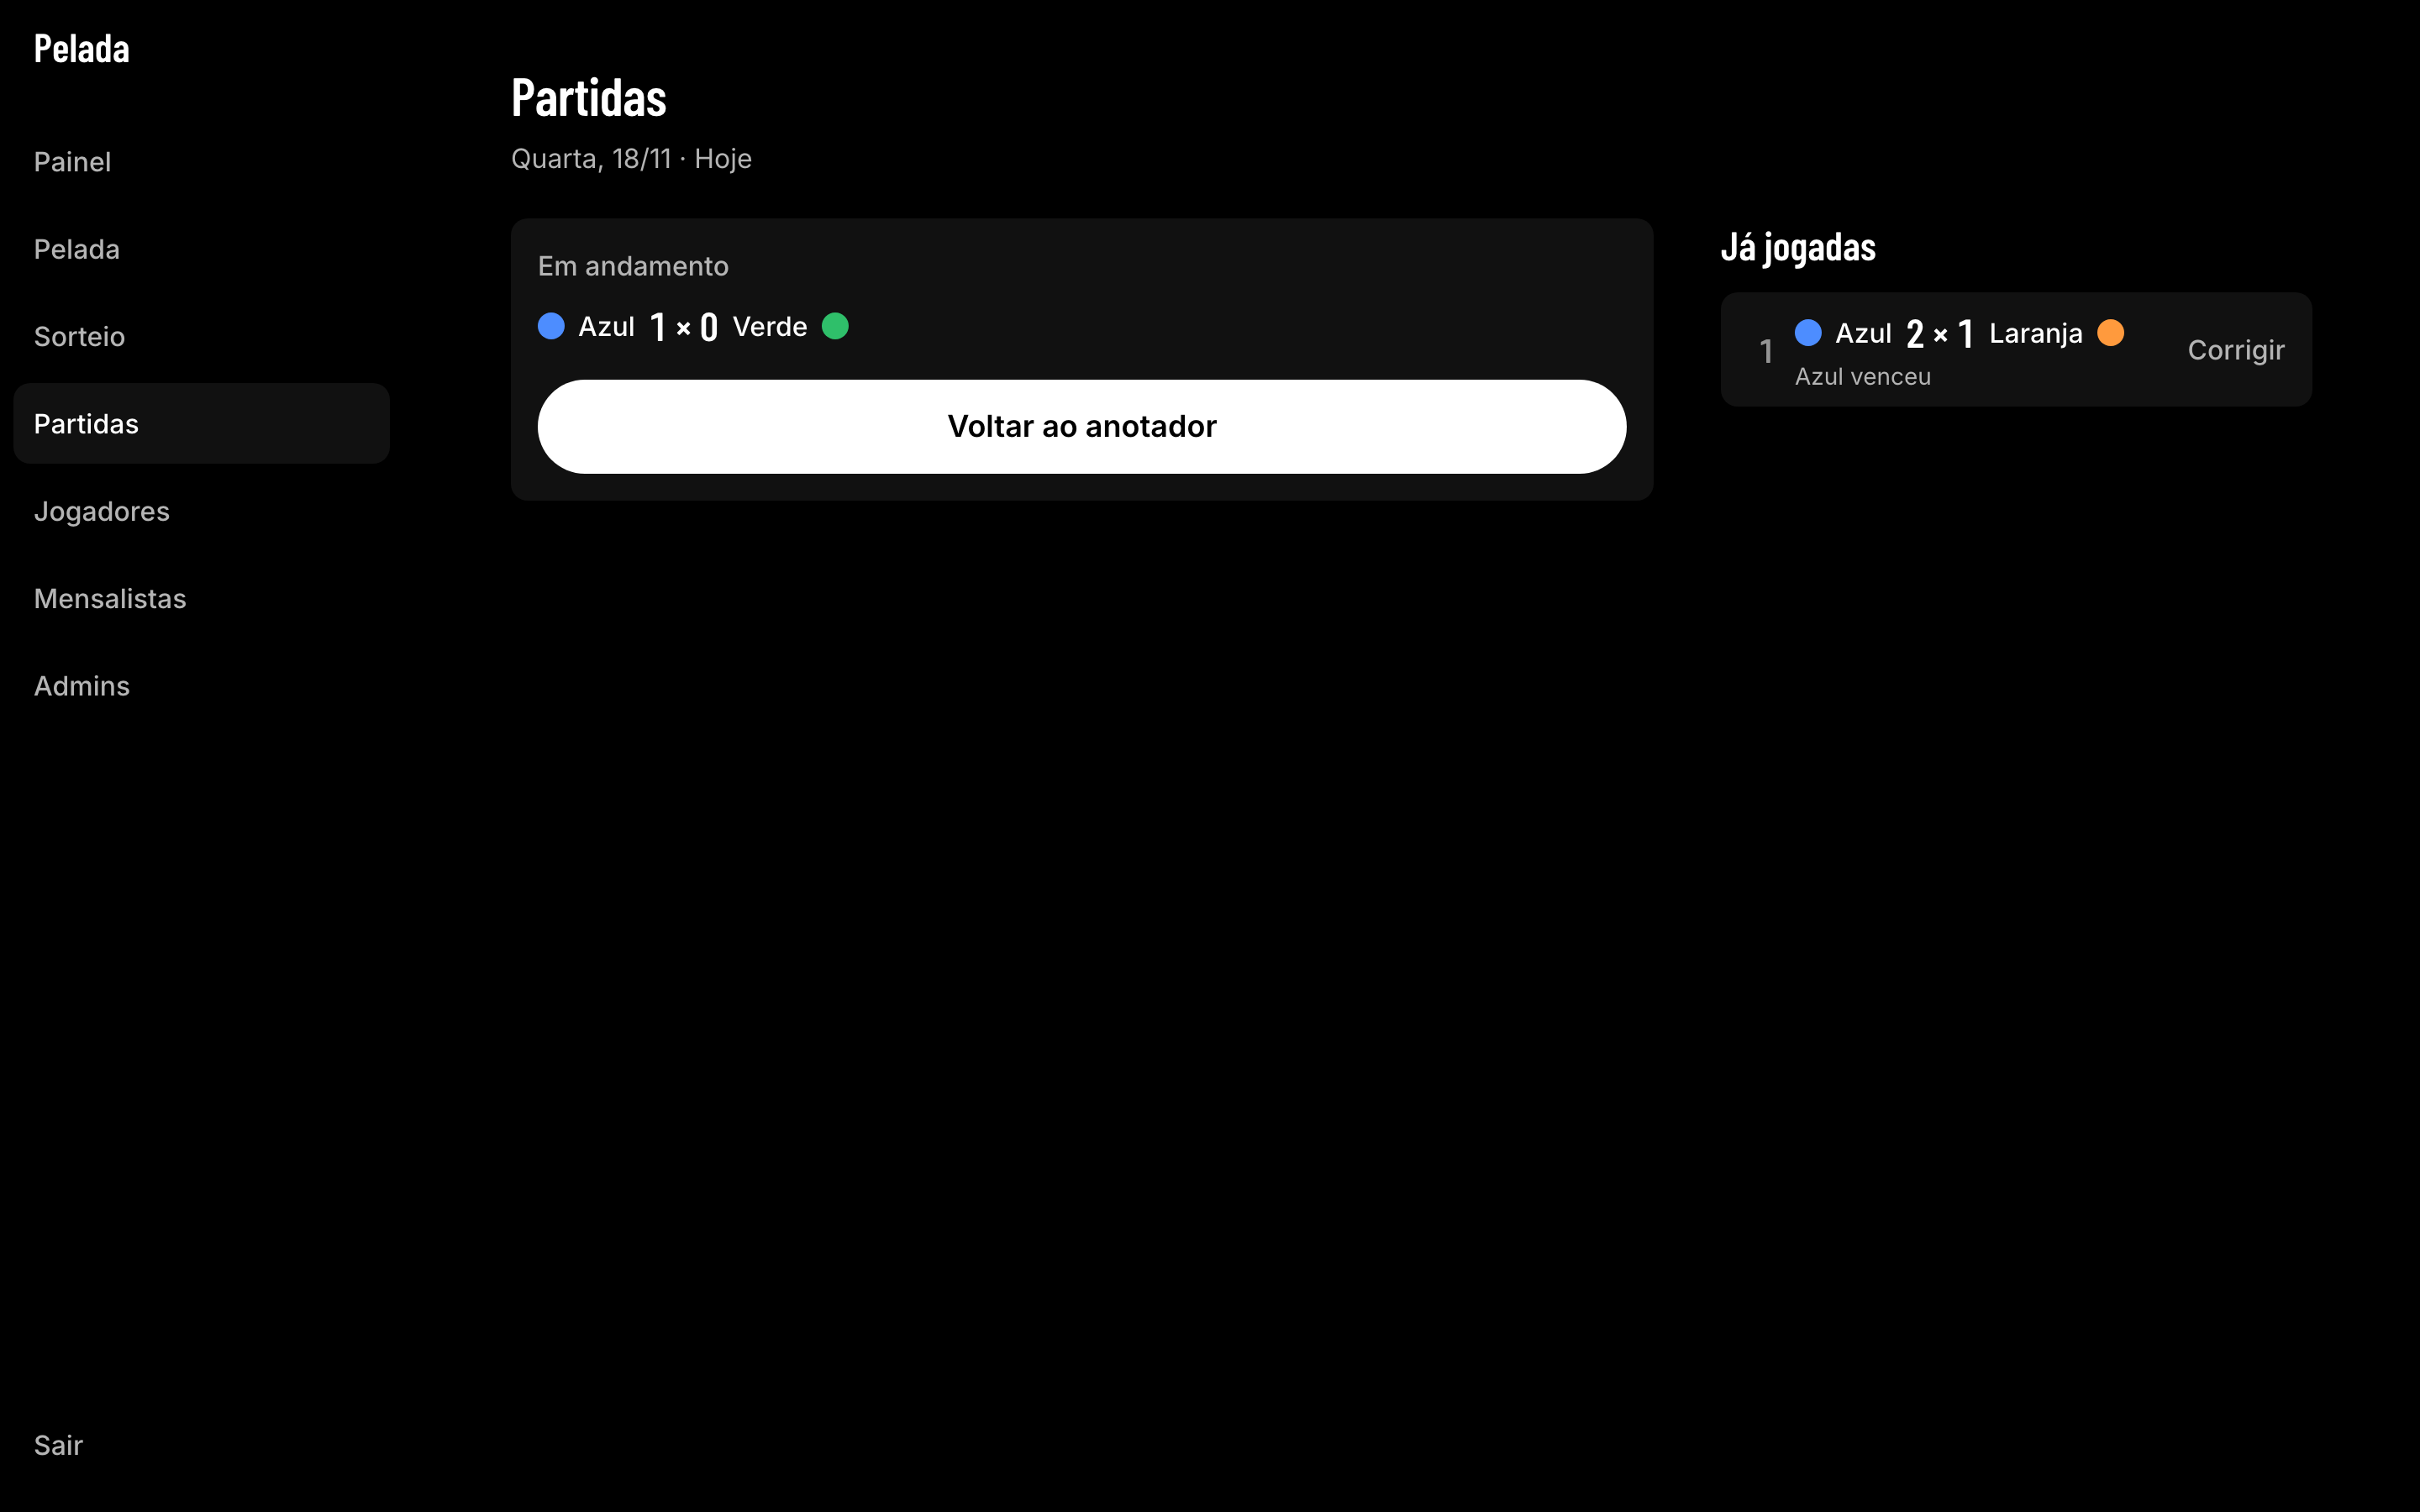 Pelada
Painel
Pelada
Sorteio
Partidas
Jogadores
Mensalistas
Admins
Sair
Partidas
Quarta, 18/11 · Hoje
Em andamento
Azul 1 × 0 Verde
Voltar ao anotador
Já jogadas
1 Azul 2 × 1 Laranja Corrigir
Azul venceu